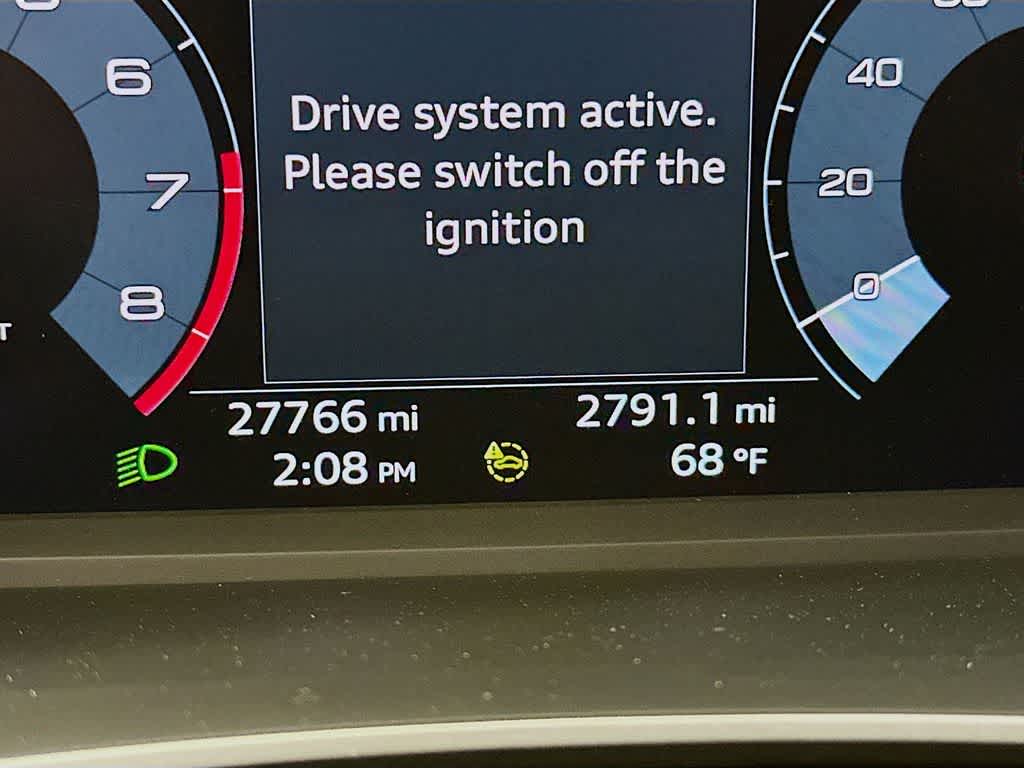 6
7
8
T
Drive system active.
Please switch off the
ignition
40
20
0
27766 mi
2791.1 mi
2:08 PM
68 °F